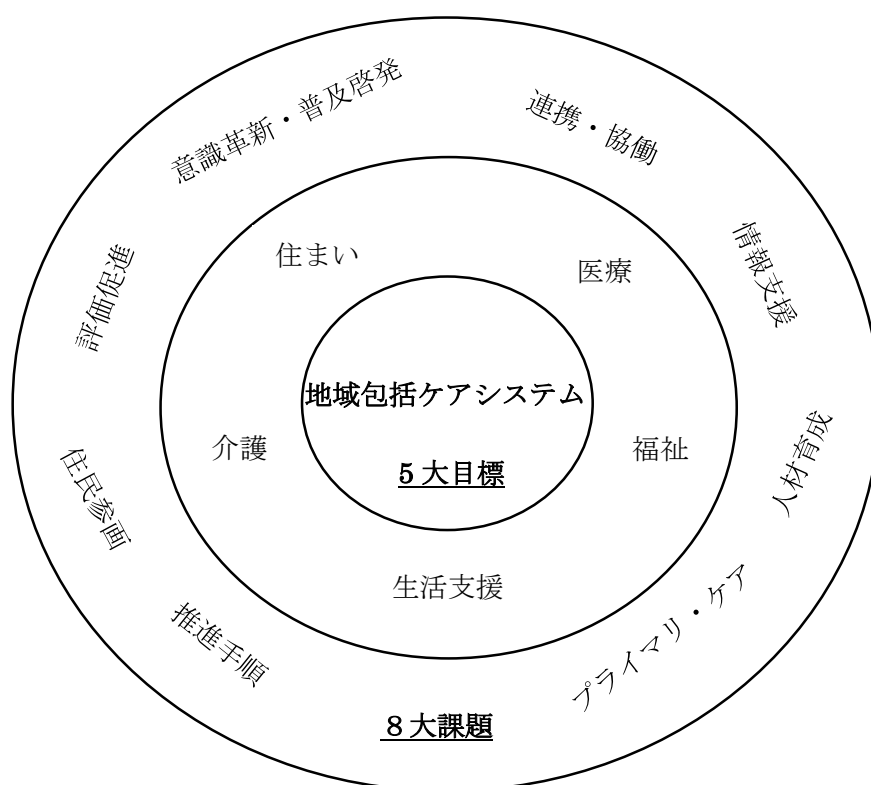 意識革新・普及啓発
連携・協働
情報支援
人材育成
プライマリ・ケア
８大課題
推進手順
住民参画
評価促進
住まい
医療
福祉
生活支援
介護
地域包括ケアシステム
５大目標